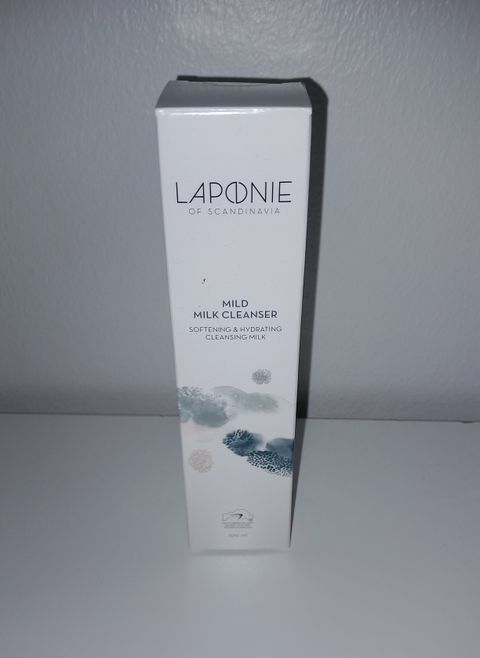 LAPONIE
OF SCANDINAVIA
MILD
MILK CLEANSER
SOFTENING & HYDRATING
CLEANSING MILK